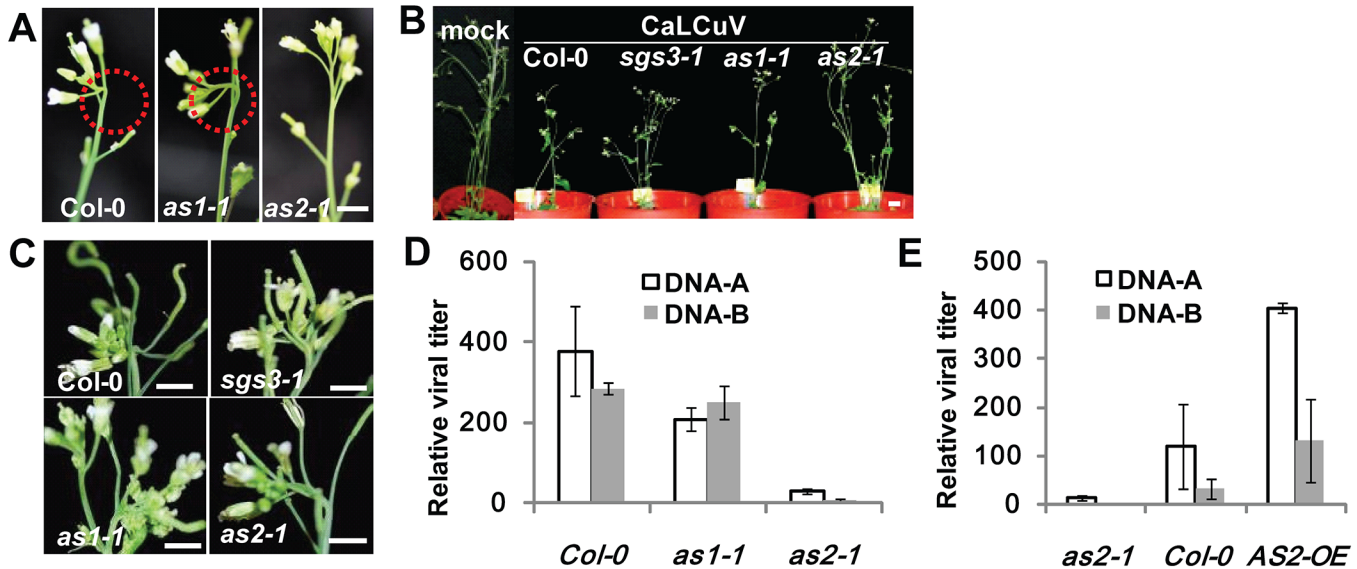 A
Col-0
as1-1
as2-1
B
mock
CaLCuV
Col-0
sgs3-1
as1-1
as2-1
C
Col-0
sgs3-1
as1-1
as2-1
D
Relative viral titer
600
400
200
0
DNA-A
DNA-B
Col-0
as1-1
as2-1
E
Relative viral titer
500
400
300
200
100
0
DNA-A
DNA-B
as2-1
Col-0
AS2-OE